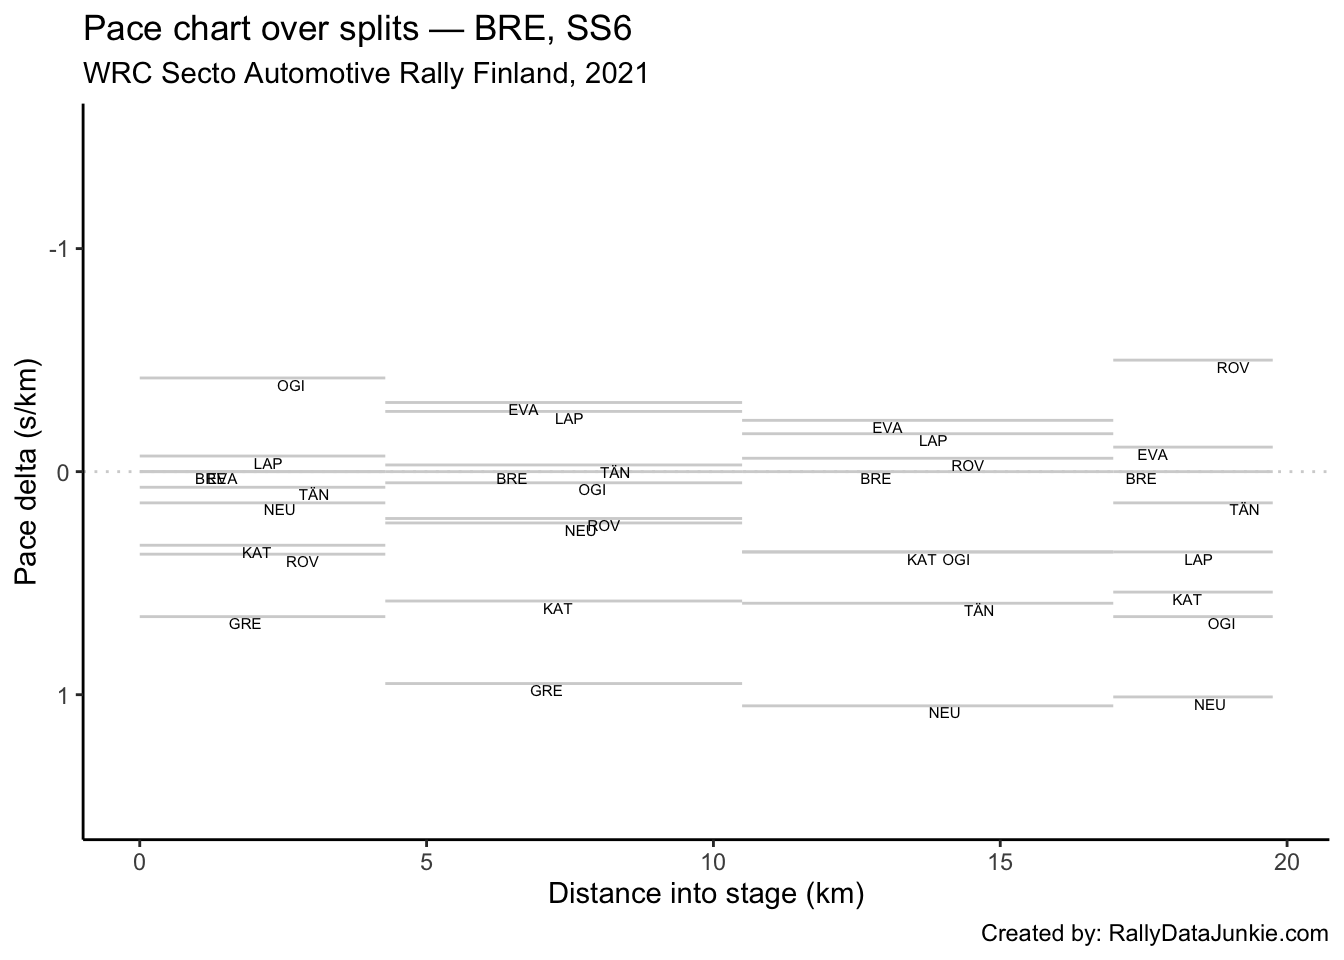 Pace chart over splits — BRE, SS6
WRC Secto Automotive Rally Finland, 2021
Pace delta (s/km)
-1
0
1
OGI
LAP
BRE
EVA
TÄN
NEU
KAT
ROV
GRE
EVA
LAP
TÄN
BRE
OGI
ROV
NEU
KAT
GRE
EVA
LAP
ROV
BRE
KAT OGI
TÄN
NEU
ROV
EVA
BRE
TÄN
LAP
KAT
OGI
NEU
0 5 10 15 20
Distance into stage (km)
Created by: RallyDataJunkie.com